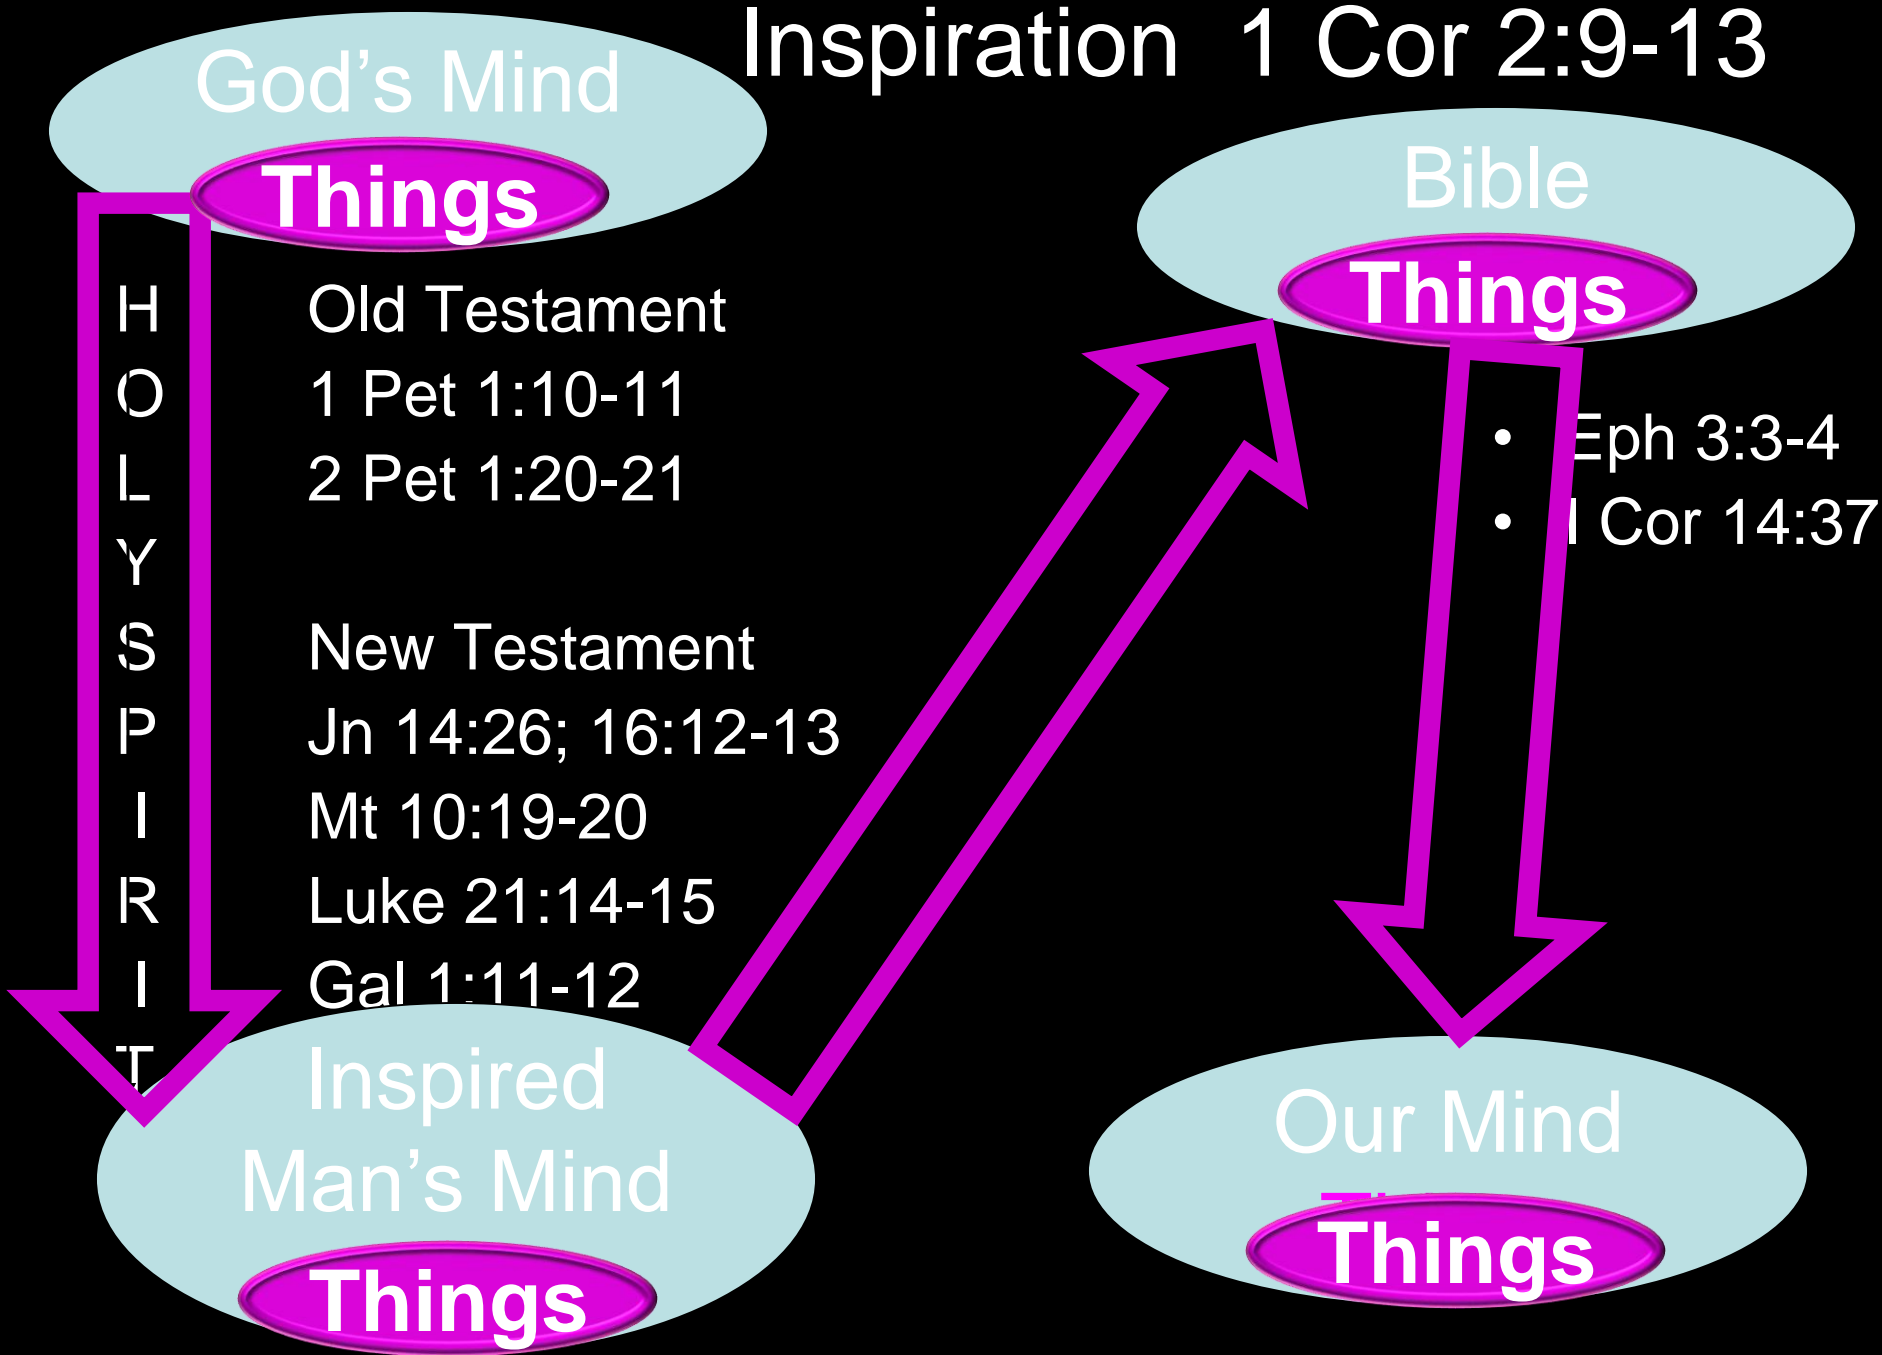 Inspiration 1 Cor 2:9-13
God's Mind
Things
HOLY SPIRIT
Old Testament
1 Pet 1:10-11
2 Pet 1:20-21
New Testament
Jn 14:26; 16:12-13
Mt 10:19-20
Luke 21:14-15
Gal 1:11-12
Inspired
Man's Mind
Things
Bible
Things
• Eph 3:3-4
• I Cor 14:37
Our Mind
Things